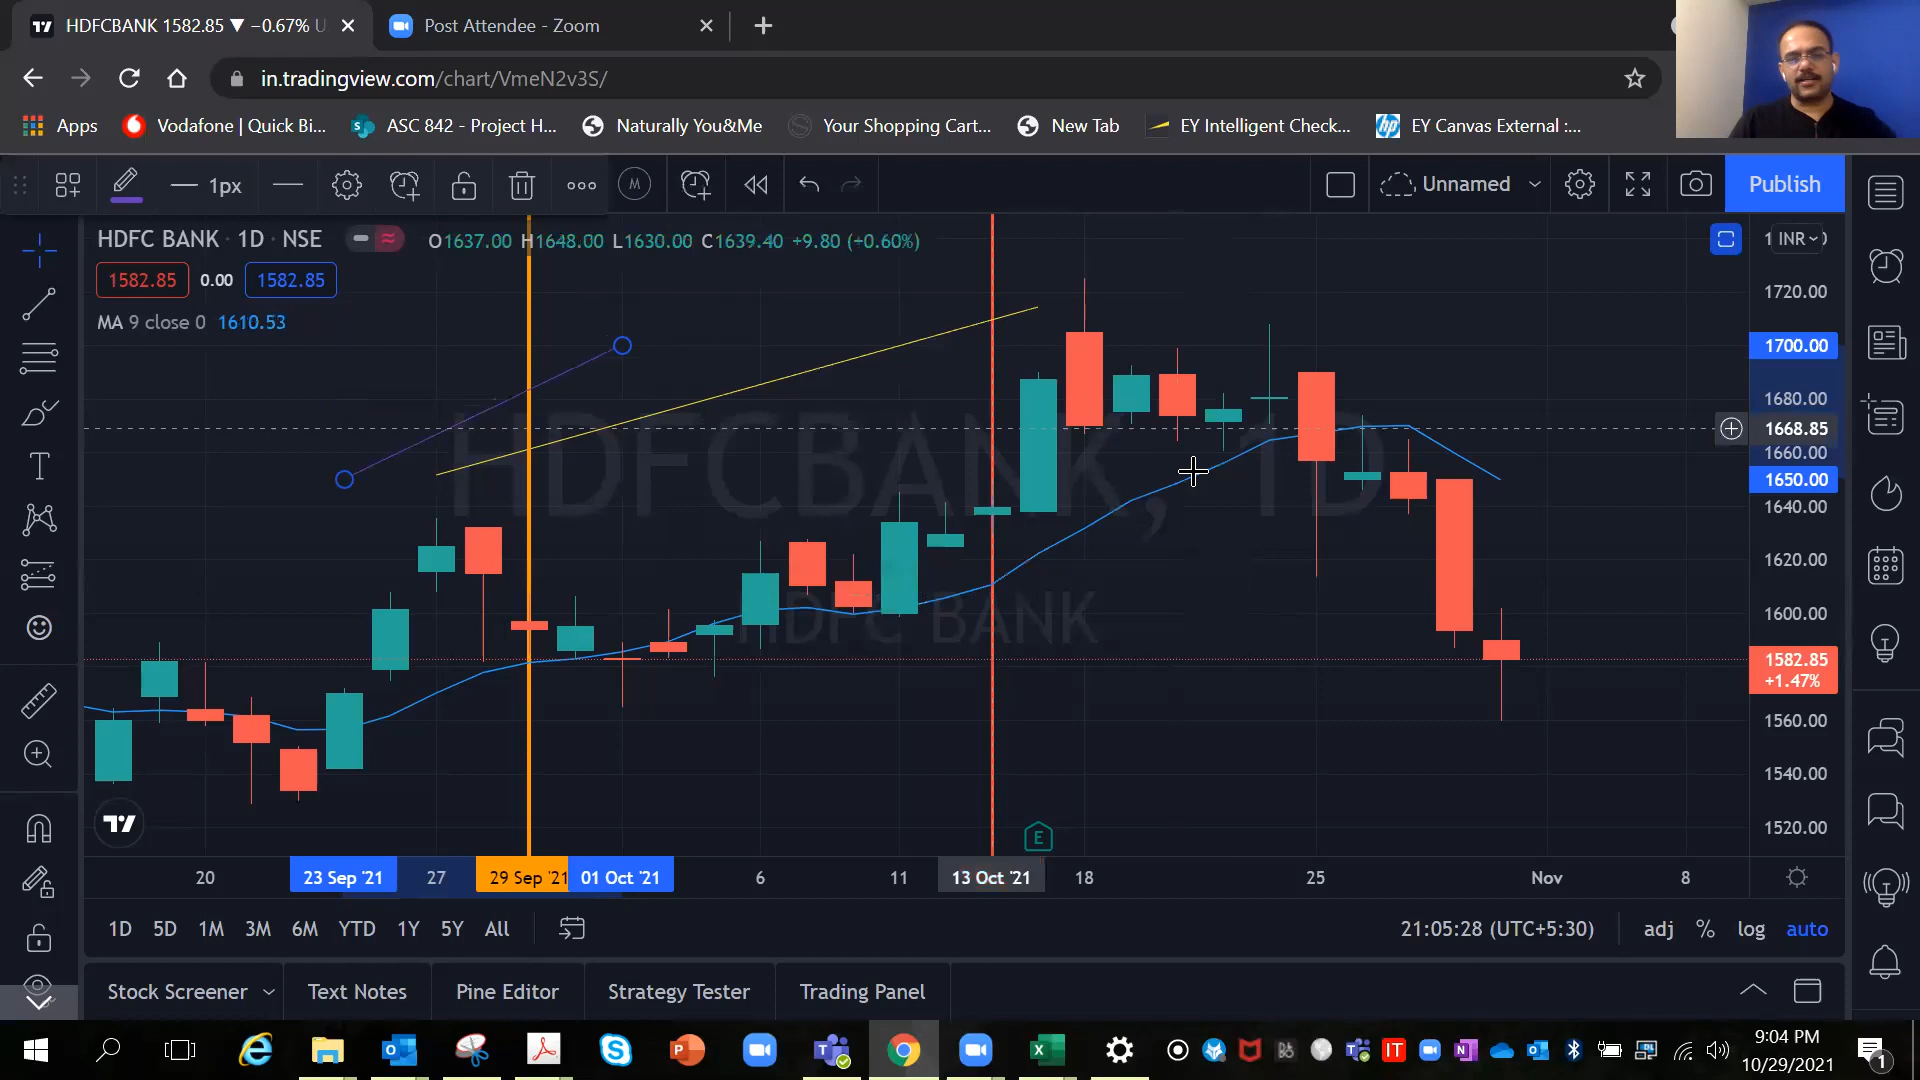 HDFCBANK 1582.85 ▼ −0.67% U
Post Attendee - Zoom
in.tradingview.com/chart/VmeN2v3S/
Apps
Vodafone | Quick Bi...
ASC 842 - Project H...
Naturally You&Me
Your Shopping Cart...
New Tab
EY Intelligent Check...
EY Canvas External :...
1px
M
Unnamed
Publish
HDFC BANK · 1D · NSE
O1637.00 H1648.00 L1630.00 C1639.40 +9.80 (+0.60%)
1582.85 0.00 1582.85
MA 9 close 0 1610.53
HDFCBANK, 1D
HDFC BANK
INR
1720.00
1700.00
1680.00
1668.85
1660.00
1650.00
1640.00
1620.00
1600.00
1582.85
+1.47%
1560.00
1540.00
1520.00
E
20
23 Sep '21
27
29 Sep '21
01 Oct '21
6
11
13 Oct '21
18
25
Nov
8
1D 5D 1M 3M 6M YTD 1Y 5Y All
21:05:28 (UTC+5:30)
adj % log auto
Stock Screener
Text Notes
Pine Editor
Strategy Tester
Trading Panel
9:04 PM
10/29/2021
1